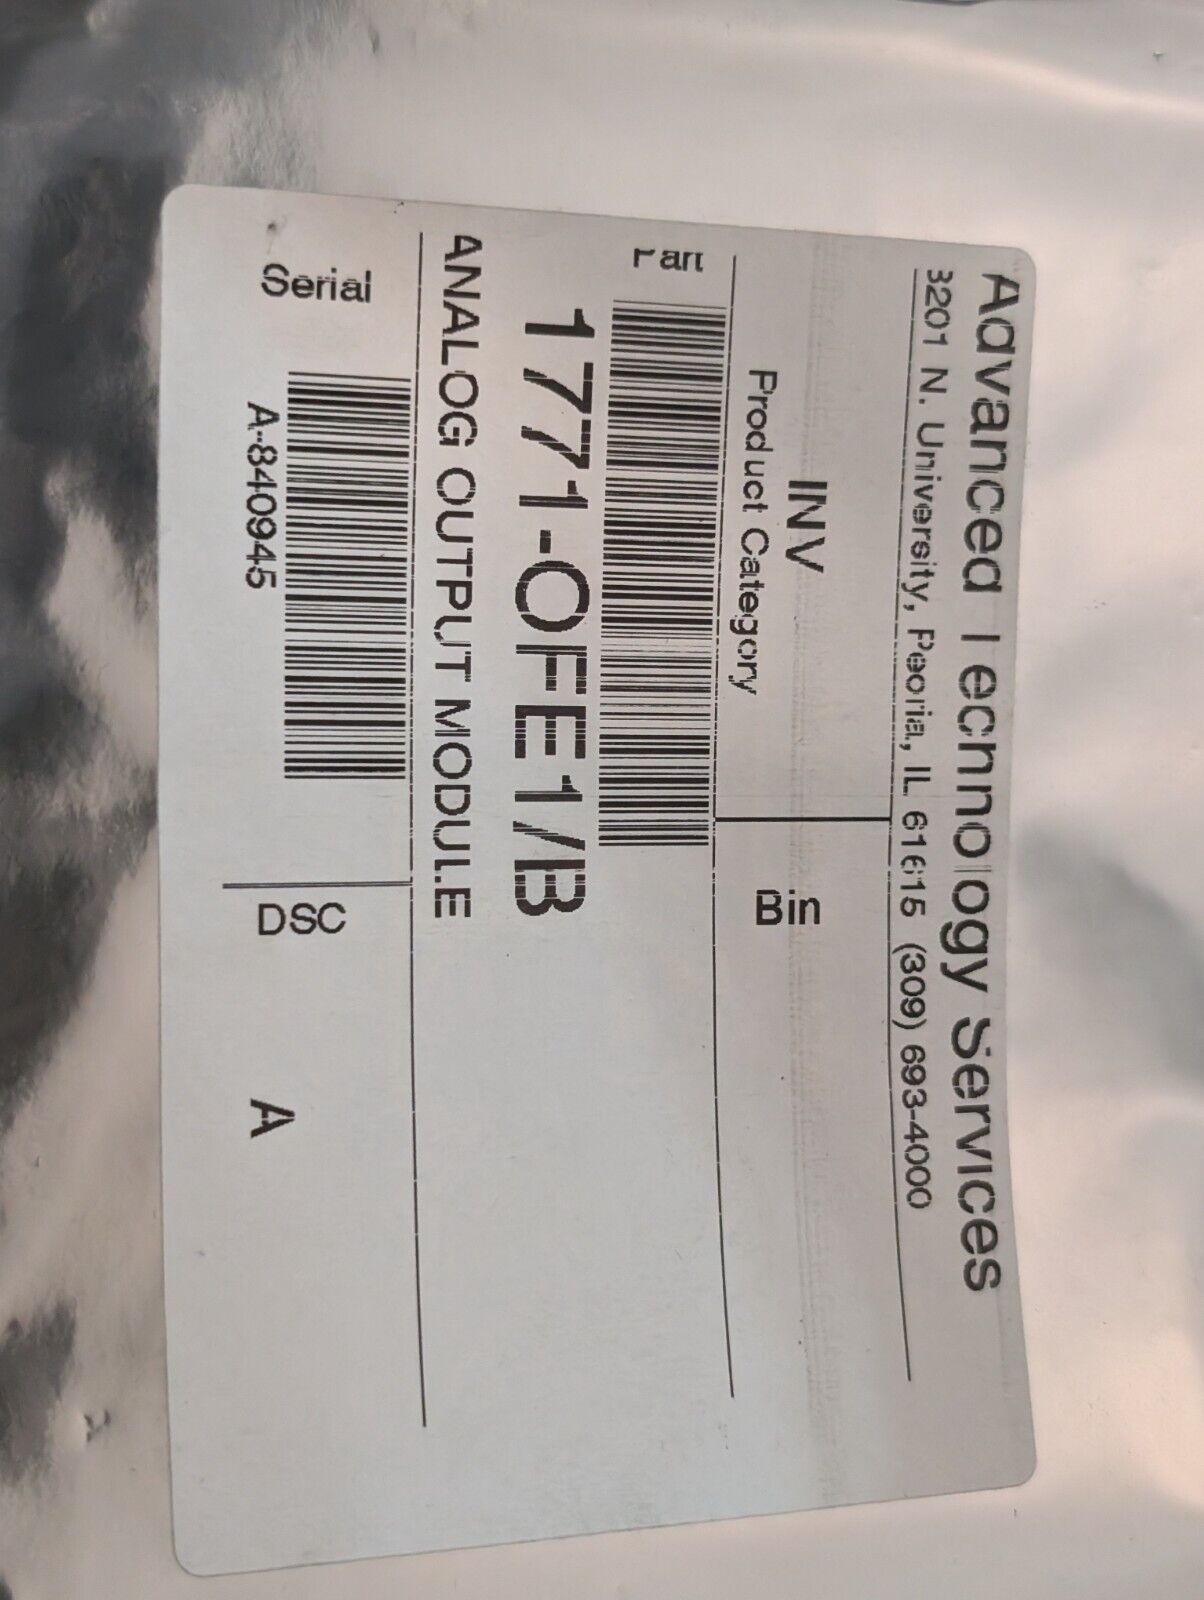 Advanced Technology Services
3201 N. University, Peoria, IL 61615 (309) 693-4000
INV
Product Category
Bin
Part
1771-OFE1/B
ANALOG OUTPUT MODULE
Serial
A-840945
DSC
A